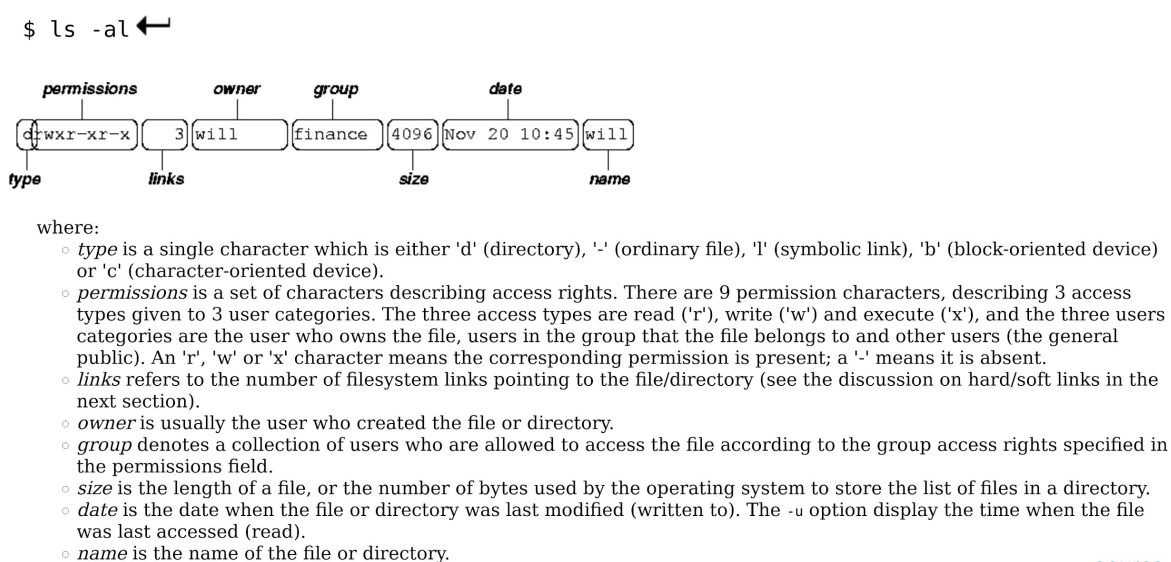 $ ls -al
permissions owner group date
drwxr-xr-x 3 will finance 4096 Nov 20 10:45 will
type links size name
where:
◦ type is a single character which is either 'd' (directory), '-' (ordinary file), 'l' (symbolic link), 'b' (block-oriented device)
or 'c' (character-oriented device).
◦ permissions is a set of characters describing access rights. There are 9 permission characters, describing 3 access
types given to 3 user categories. The three access types are read ('r'), write ('w') and execute ('x'), and the three users
categories are the user who owns the file, users in the group that the file belongs to and other users (the general
public). An 'r', 'w' or 'x' character means the corresponding permission is present; a '-' means it is absent.
◦ links refers to the number of filesystem links pointing to the file/directory (see the discussion on hard/soft links in the
next section).
◦ owner is usually the user who created the file or directory.
◦ group denotes a collection of users who are allowed to access the file according to the group access rights specified in
the permissions field.
◦ size is the length of a file, or the number of bytes used by the operating system to store the list of files in a directory.
◦ date is the date when the file or directory was last modified (written to). The -u option display the time when the file
was last accessed (read).
◦ name is the name of the file or directory.